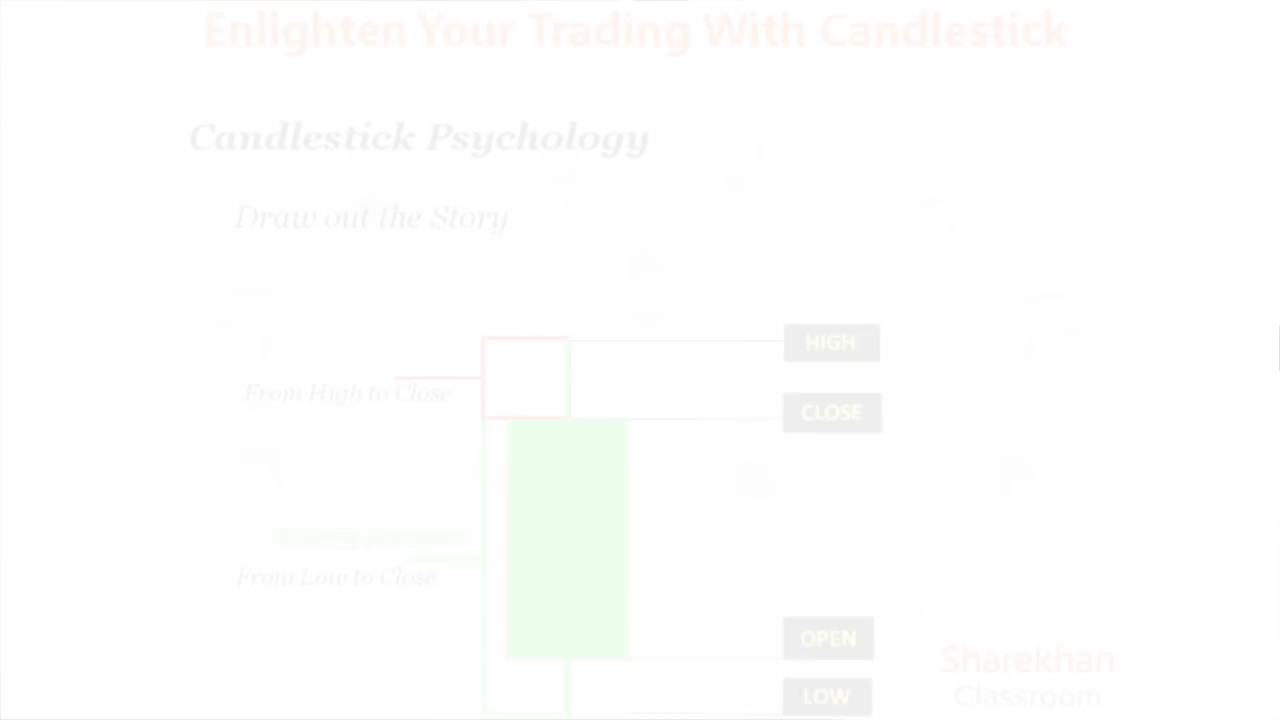 Enlighten Your Trading With Candlestick
Candlestick Psychology
Draw out the Story
HIGH
From High to Close
CLOSE
From Low to Close
OPEN
LOW
Sharekhan
Classroom